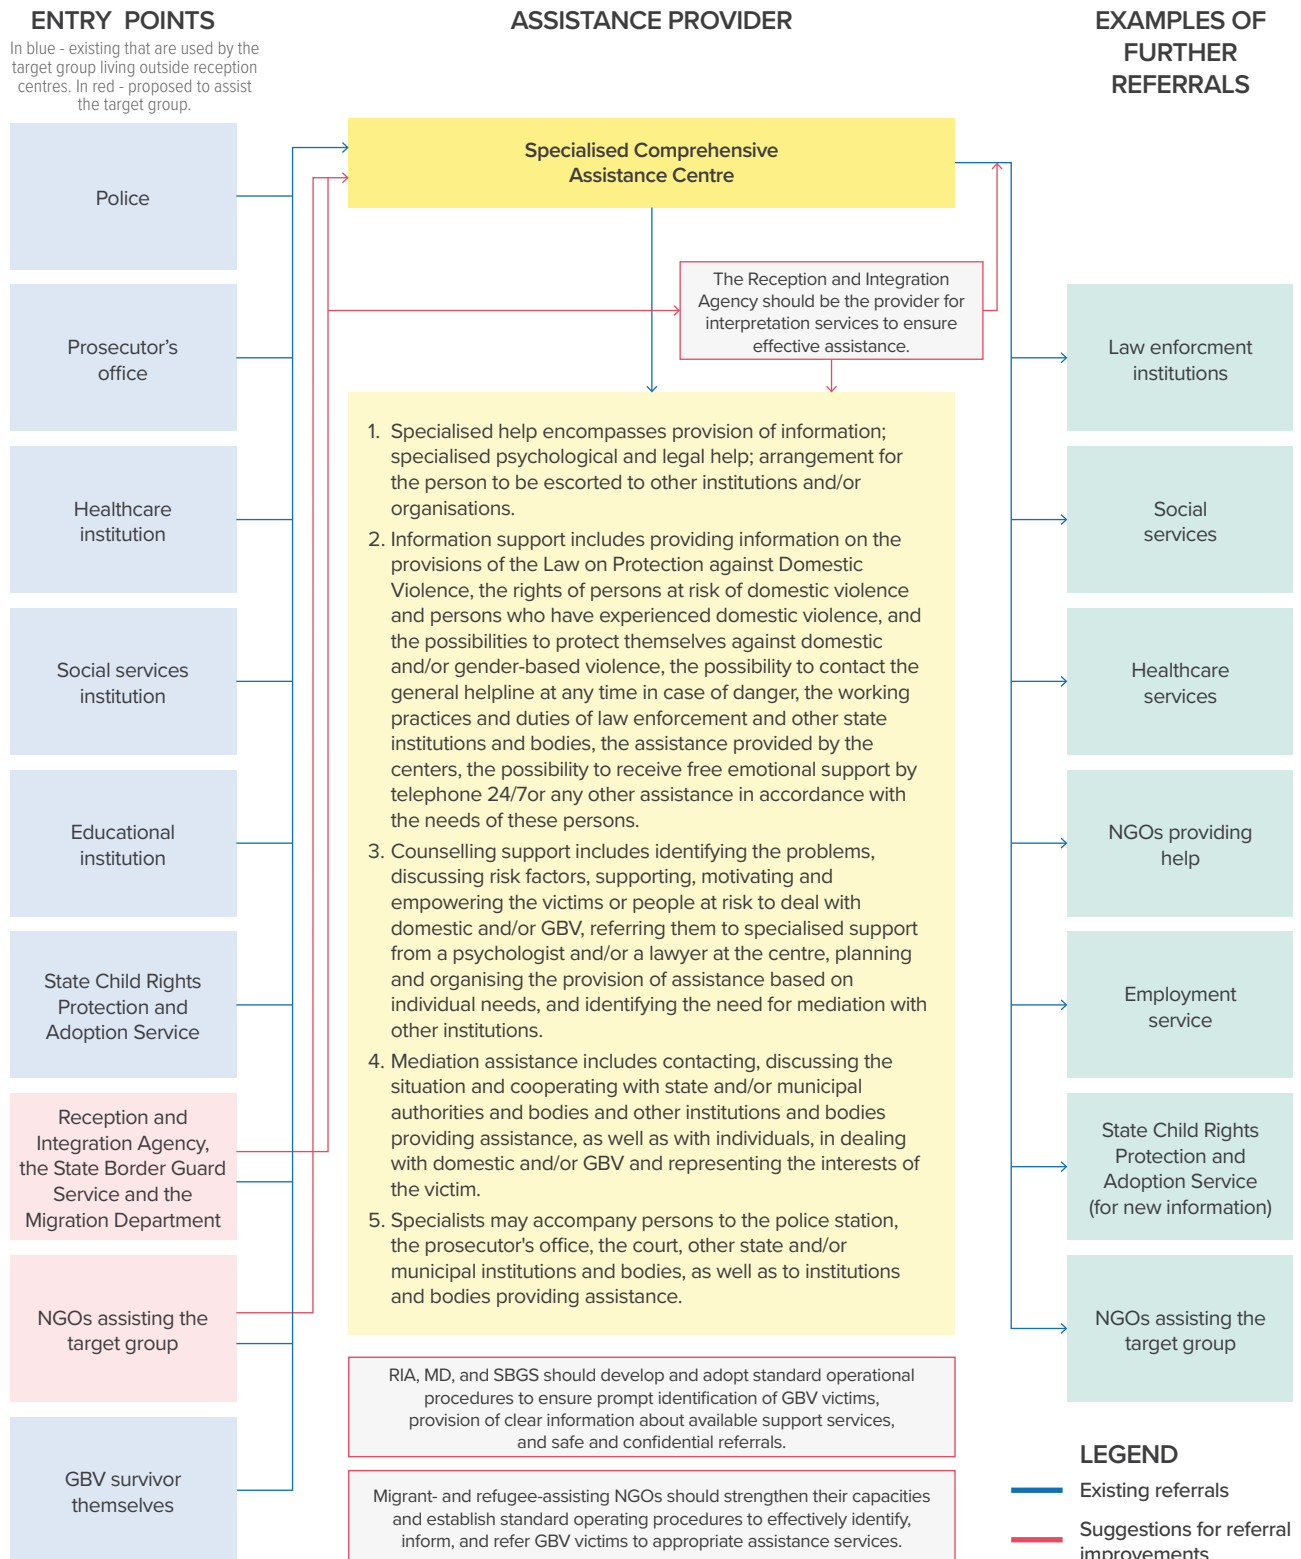 ENTRY POINTS
In blue - existing that are used by the
target group living outside reception
centres. In red - proposed to assist
the target group.
Police
Prosecutor's
office
Healthcare
institution
Social services
institution
Educational
institution
State Child Rights
Protection and
Adoption Service
Reception and
Integration Agency,
the State Border Guard
Service and the
Migration Department
NGOs assisting the
target group
GBV survivor
themselves
ASSISTANCE PROVIDER
Specialised Comprehensive
Assistance Centre
The Reception and Integration
Agency should be the provider for
interpretation services to ensure
effective assistance.
1. Specialised help encompasses provision of information;
specialised psychological and legal help; arrangement for
the person to be escorted to other institutions and/or
organisations.
2. Information support includes providing information on the
provisions of the Law on Protection against Domestic
Violence, the rights of persons at risk of domestic violence
and persons who have experienced domestic violence, and
the possibilities to protect themselves against domestic
and/or gender-based violence, the possibility to contact the
general helpline at any time in case of danger, the working
practices and duties of law enforcement and other state
institutions and bodies, the assistance provided by the
centers, the possibility to receive free emotional support by
telephone 24/7or any other assistance in accordance with
the needs of these persons.
3. Counselling support includes identifying the problems,
discussing risk factors, supporting, motivating and
empowering the victims or people at risk to deal with
domestic and/or GBV, referring them to specialised support
from a psychologist and/or a lawyer at the centre, planning
and organising the provision of assistance based on
individual needs, and identifying the need for mediation with
other institutions.
4. Mediation assistance includes contacting, discussing the
situation and cooperating with state and/or municipal
authorities and bodies and other institutions and bodies
providing assistance, as well as with individuals, in dealing
with domestic and/or GBV and representing the interests of
the victim.
5. Specialists may accompany persons to the police station,
the prosecutor's office, the court, other state and/or
municipal institutions and bodies, as well as to institutions
and bodies providing assistance.
RIA, MD, and SBGS should develop and adopt standard operational
procedures to ensure prompt identification of GBV victims,
provision of clear information about available support services,
and safe and confidential referrals.
Migrant- and refugee-assisting NGOs should strengthen their capacities
and establish standard operating procedures to effectively identify,
inform, and refer GBV victims to appropriate assistance services.
EXAMPLES OF
FURTHER
REFERRALS
Law enforcment
institutions
Social
services
Healthcare
services
NGOs providing
help
Employment
service
State Child Rights
Protection and
Adoption Service
(for new information)
NGOs assisting the
target group
LEGEND
Existing referrals
Suggestions for referral
improvements